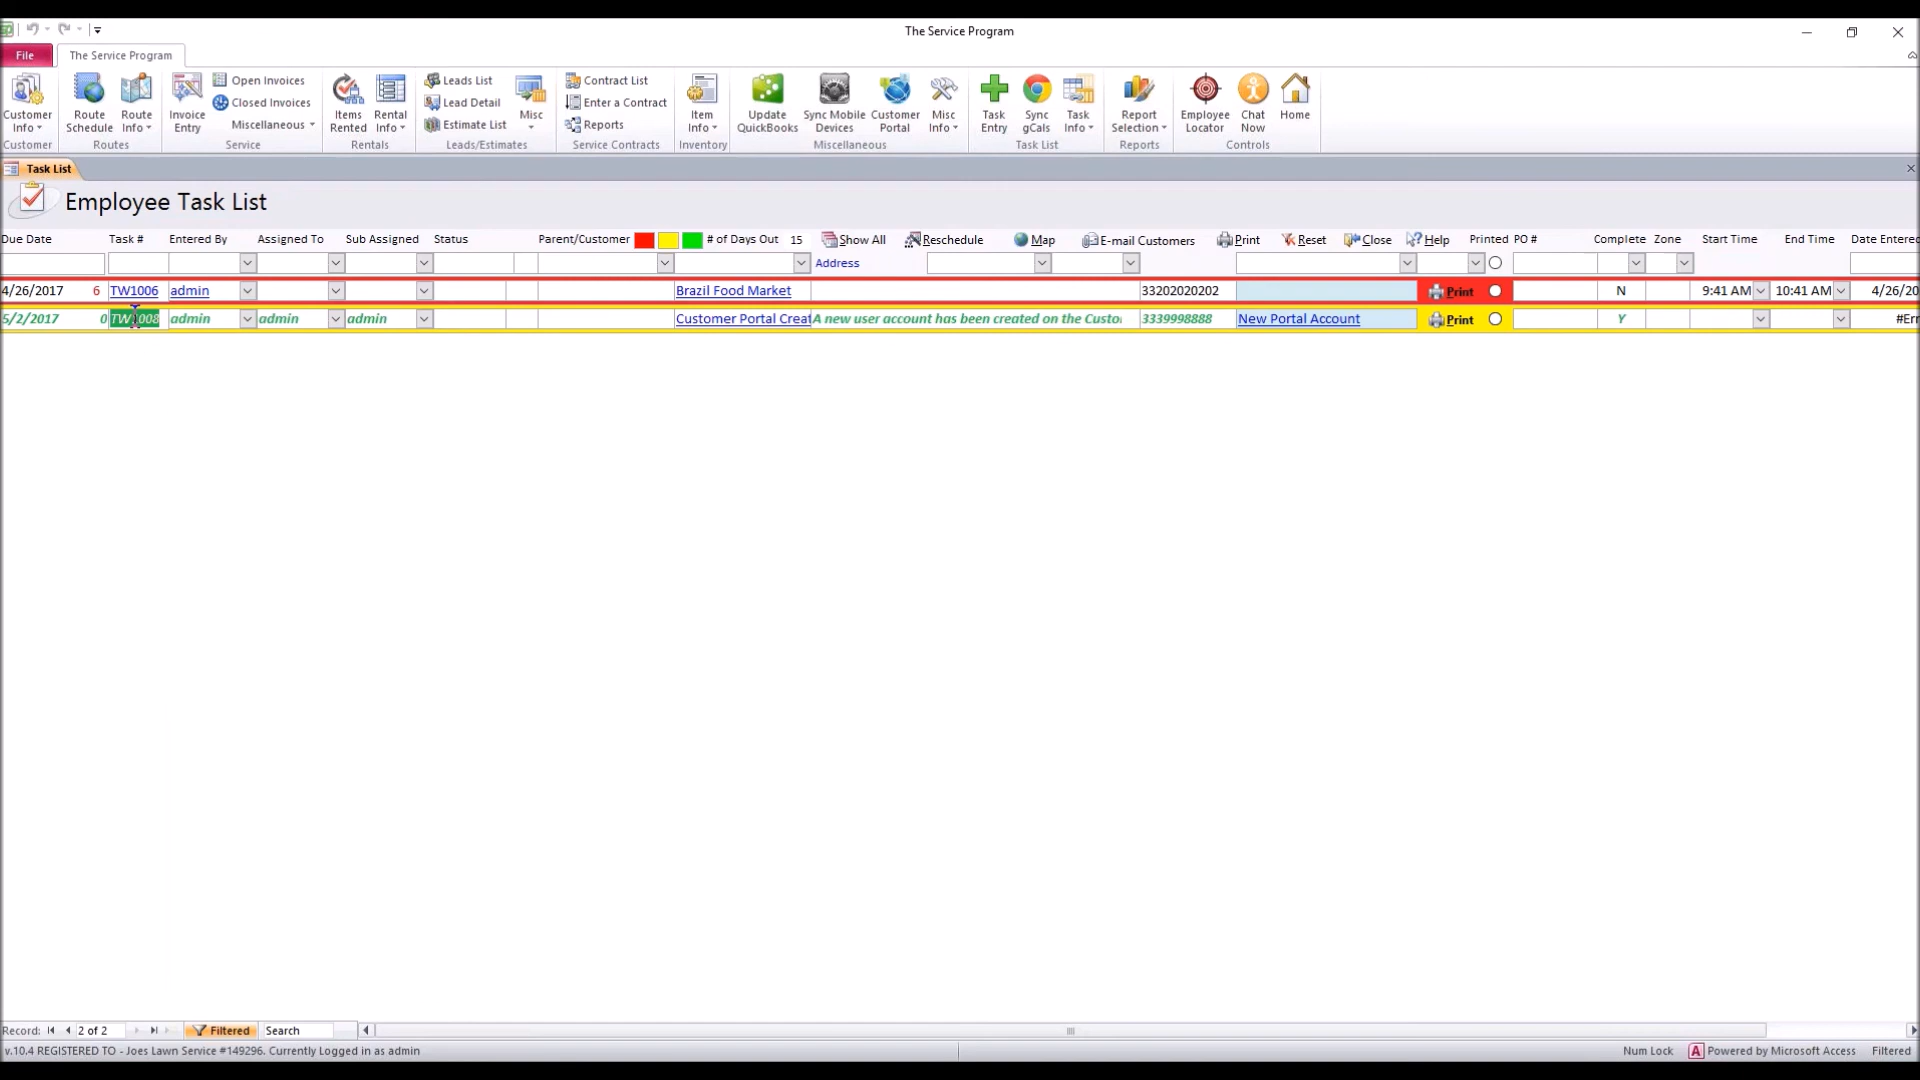 The Service Program
File
The Service Program
Customer Info
Route Schedule
Route Info
Invoice Entry
Open Invoices
Closed Invoices
Miscellaneous
Items Rented
Rental Info
Leads List
Lead Detail
Estimate List
Misc
Contract List
Enter a Contract
Reports
Item Info
Update QuickBooks
Sync Mobile Devices
Customer Portal
Misc Info
Task Entry
Sync gCals
Task Info
Report Selection
Employee Locator
Chat Now
Home
Customer Routes Service Rentals Leads/Estimates Service Contracts Inventory Miscellaneous Task List Reports Controls
Task List
Employee Task List
Due Date Task # Entered By Assigned To Sub Assigned Status Parent/Customer # of Days Out 15 Show All Reschedule Map E-mail Customers Print Reset Close Help Printed PO # Complete Zone Start Time End Time Date Entered
Address
4/26/2017 6 TW1006 admin Brazil Food Market 33202020202 Print N 9:41 AM 10:41 AM 4/26/20
5/2/2017 0 TW1008 admin admin admin Customer Portal Creat A new user account has been created on the Custo 3339998888 New Portal Account Print Y #Err
Record: 2 of 2 Filtered Search
v.10.4 REGISTERED TO - Joes Lawn Service #149296. Currently Logged in as admin Num Lock Powered by Microsoft Access Filtered